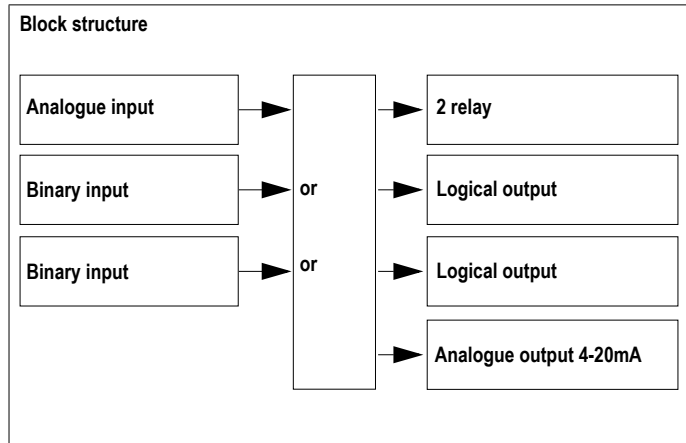 Block structure
Analogue input
2 relay
Binary input
or
Logical output
Binary input
or
Logical output
Analogue output 4-20mA